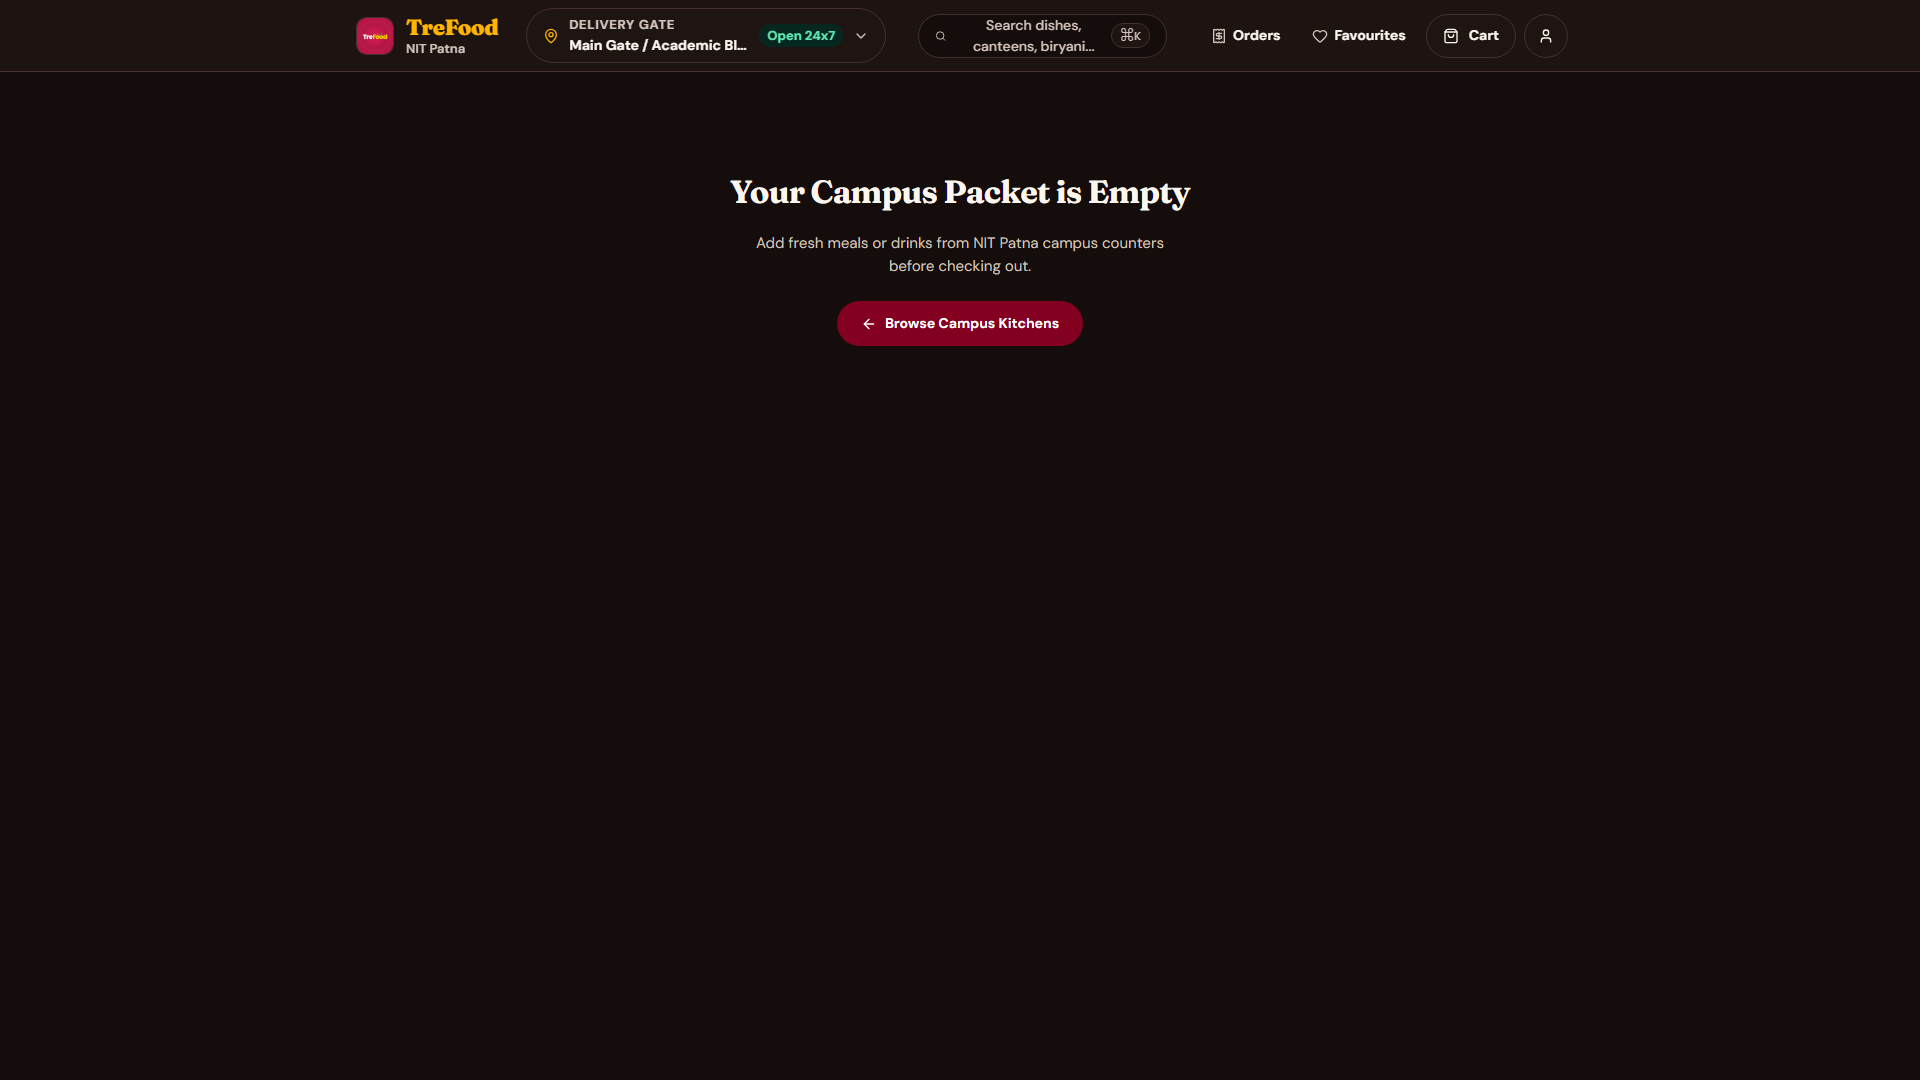 TreFood
TreFood
NIT Patna
DELIVERY GATE
Main Gate / Academic Bl...
Open 24x7
Search dishes,
canteens, biryani...
⌘K
Orders
Favourites
Cart
Your Campus Packet is Empty
Add fresh meals or drinks from NIT Patna campus counters
before checking out.
Browse Campus Kitchens